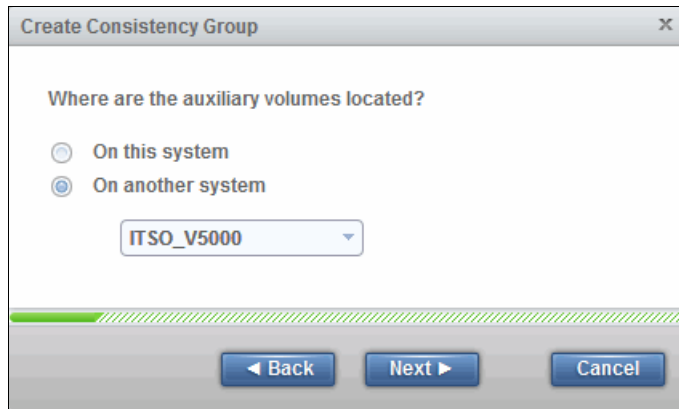 Create Consistency Group x
Where are the auxiliary volumes located?
On this system
On another system
ITSO_V5000
◄ Back Next ► Cancel